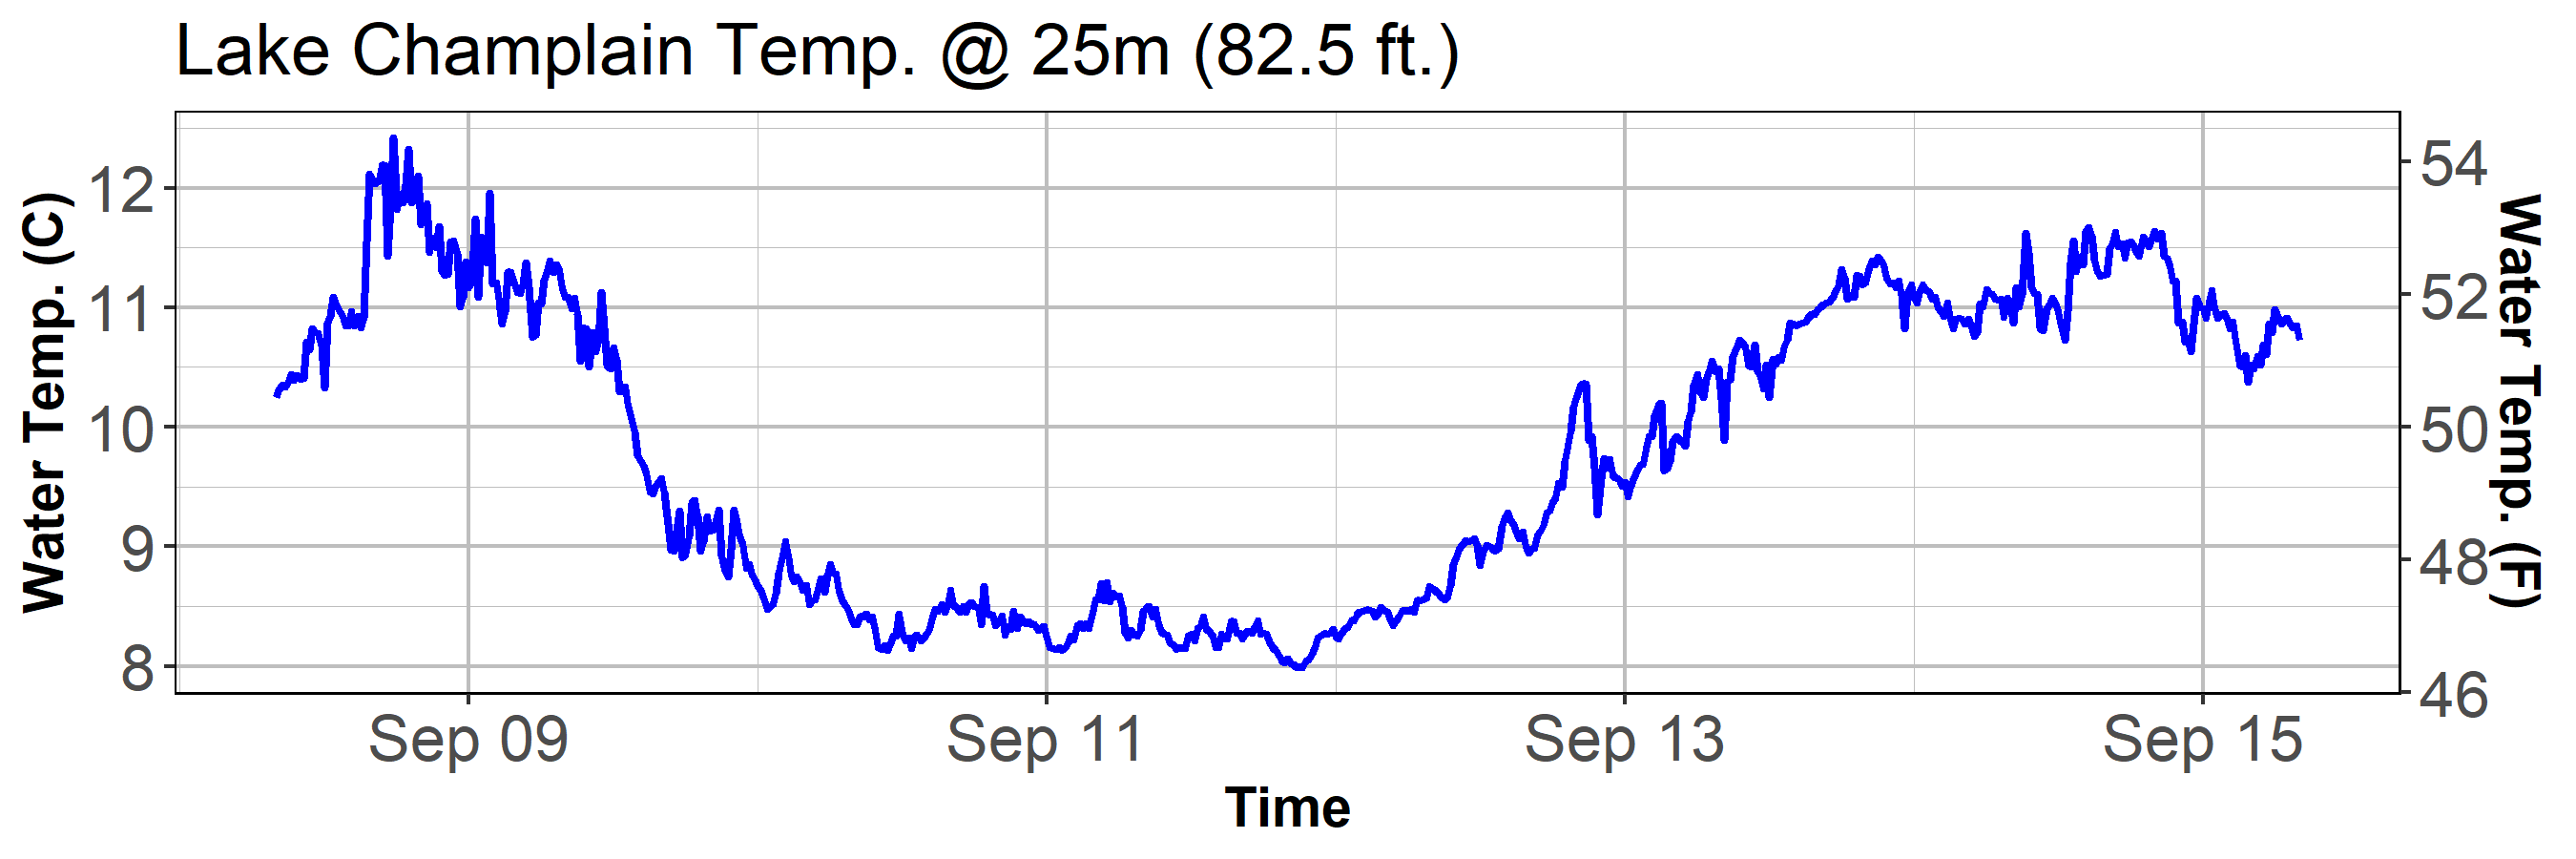 Lake Champlain Temp. @ 25m (82.5 ft.)
Water Temp. (C)
12
11
10
9
8
54
52
50
48
46
Water Temp. (F)
Sep 09
Sep 11
Sep 13
Sep 15
Time